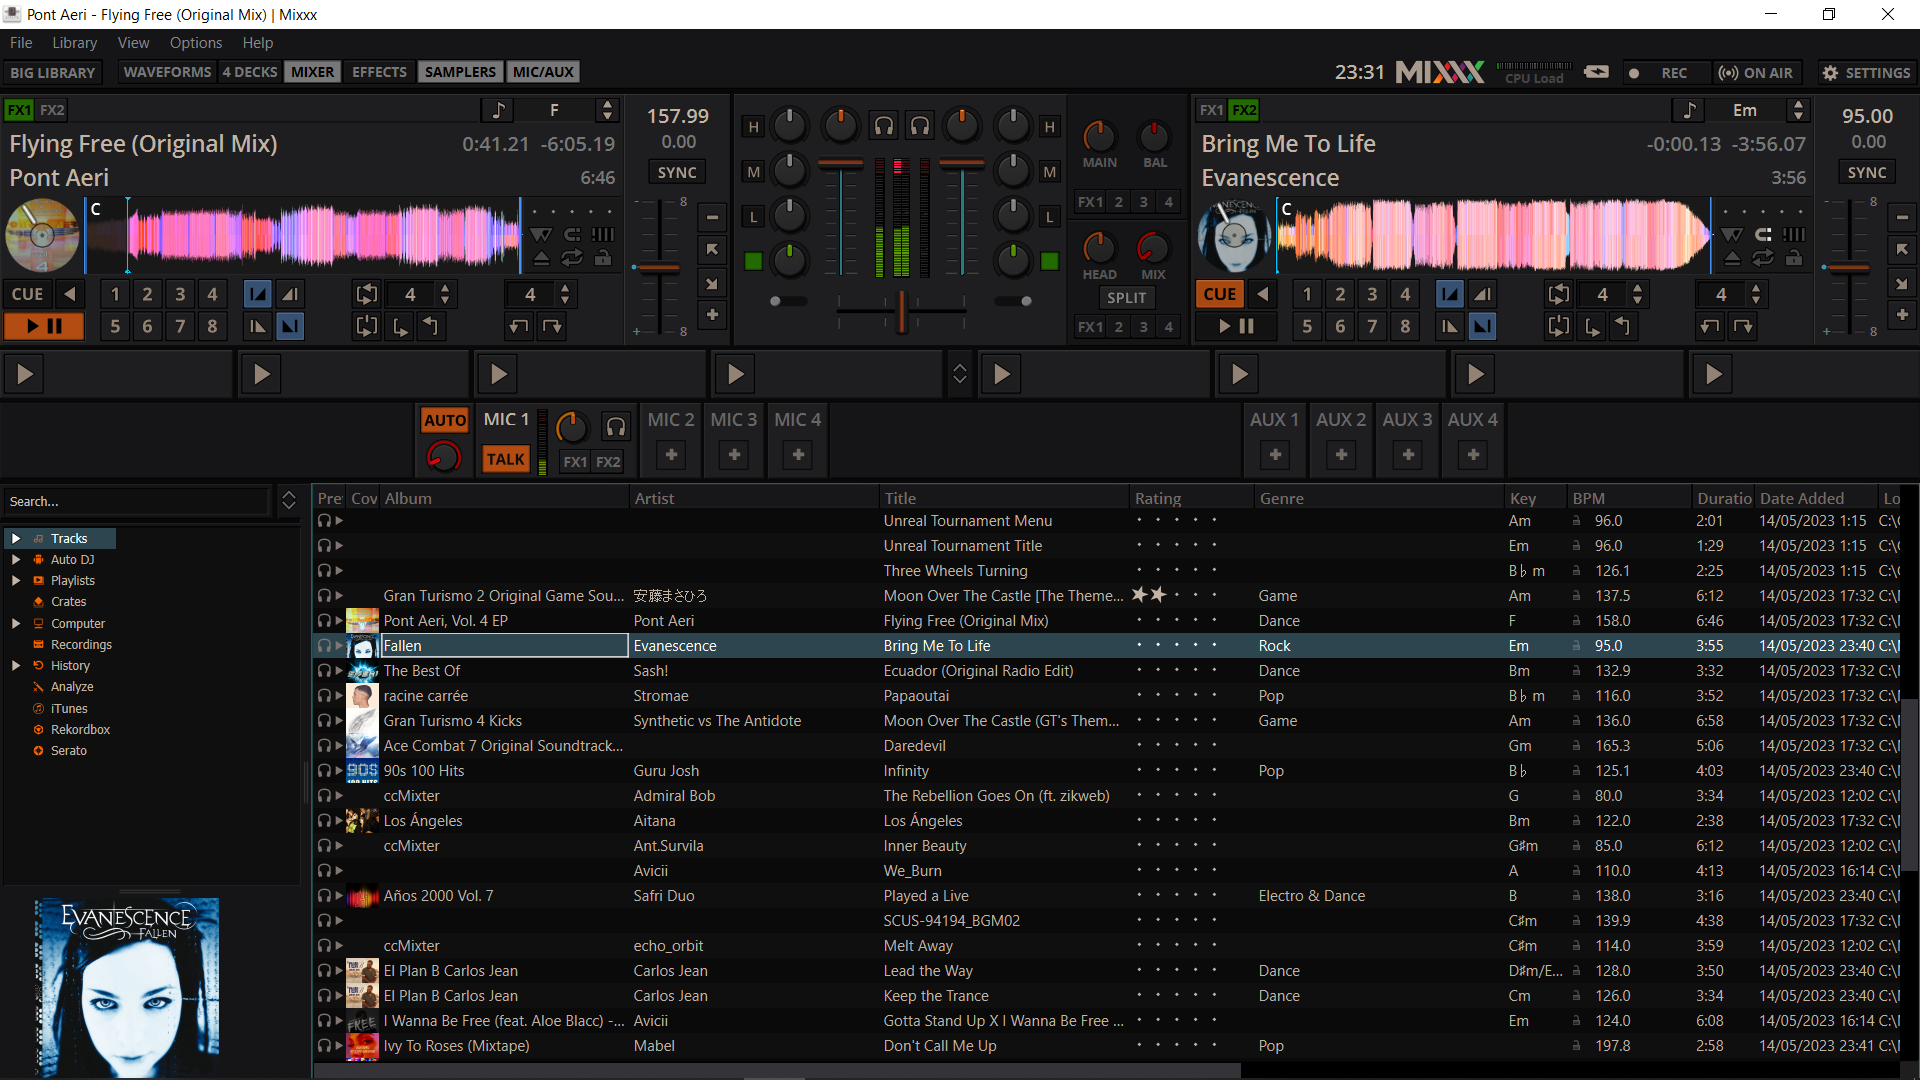 Pont Aeri - Flying Free (Original Mix) | Mixxx
File Library View Options Help
BIG LIBRARY WAVEFORMS 4 DECKS MIXER EFFECTS SAMPLERS MIC/AUX 23:31 MIXXX CPU Load REC ON AIR SETTINGS
FX1 FX2 F 157.99
Flying Free (Original Mix) 0:41.21 -6:05.19 0.00
Pont Aeri 6:46 SYNC
C - 8
CUE 1 2 3 4 4 4
5 6 7 8 + 8
H H
M M
L L
MAIN BAL
FX1 2 3 4
HEAD MIX
SPLIT
FX1 2 3 4
FX1 FX2 Em 95.00
Bring Me To Life -0:00.13 -3:56.07 0.00
Evanescence 3:56 SYNC
C - 8
CUE 1 2 3 4 4 4
5 6 7 8 + 8
AUTO MIC 1 MIC 2 MIC 3 MIC 4 AUX 1 AUX 2 AUX 3 AUX 4
TALK FX1 FX2 + + + + + + +
Search...
Tracks
Auto DJ
Playlists
Crates
Computer
Recordings
History
Analyze
iTunes
Rekordbox
Serato
EVANESCENCE
FALLEN
Pre Cov Album Artist Title Rating Genre Key BPM Duratio Date Added Lo
Unreal Tournament Menu Am 96.0 2:01 14/05/2023 1:15 C:\
Unreal Tournament Title Em 96.0 1:29 14/05/2023 1:15 C:\
Three Wheels Turning B♭m 126.1 2:25 14/05/2023 1:15 C:\
Gran Turismo 2 Original Game Sou... 安藤まさひろ Moon Over The Castle [The Theme... ★★ Game Am 137.5 6:12 14/05/2023 17:32 C:\
Pont Aeri, Vol. 4 EP Pont Aeri Flying Free (Original Mix) Dance F 158.0 6:46 14/05/2023 17:32 C:\
Fallen Evanescence Bring Me To Life Rock Em 95.0 3:55 14/05/2023 23:40 C:\
The Best Of Sash! Ecuador (Original Radio Edit) Dance Bm 132.9 3:32 14/05/2023 17:32 C:\
racine carrée Stromae Papaoutai Pop B♭m 116.0 3:52 14/05/2023 17:32 C:\
Gran Turismo 4 Kicks Synthetic vs The Antidote Moon Over The Castle (GT's Them... Game Am 136.0 6:58 14/05/2023 17:32 C:\
Ace Combat 7 Original Soundtrack... Daredevil Gm 165.3 5:06 14/05/2023 17:32 C:\
90s 100 Hits Guru Josh Infinity Pop B♭ 125.1 4:03 14/05/2023 23:40 C:\
ccMixter Admiral Bob The Rebellion Goes On (ft. zikweb) G 80.0 3:34 14/05/2023 12:02 C:\
Los Ángeles Aitana Los Ángeles Bm 122.0 2:38 14/05/2023 17:32 C:\
ccMixter Ant.Survila Inner Beauty G♯m 85.0 6:12 14/05/2023 12:02 C:\
Avicii We_Burn A 110.0 4:13 14/05/2023 16:14 C:\
Años 2000 Vol. 7 Safri Duo Played a Live Electro & Dance B 138.0 3:16 14/05/2023 23:40 C:\
SCUS-94194_BGM02 C♯m 139.9 4:38 14/05/2023 17:32 C:\
ccMixter echo_orbit Melt Away C♯m 114.0 3:59 14/05/2023 12:02 C:\
El Plan B Carlos Jean Carlos Jean Lead the Way Dance D♯m/E... 128.0 3:50 14/05/2023 23:40 C:\
El Plan B Carlos Jean Carlos Jean Keep the Trance Dance Cm 126.0 3:34 14/05/2023 23:40 C:\
I Wanna Be Free (feat. Aloe Blacc) -... Avicii Gotta Stand Up X I Wanna Be Free ... Em 124.0 6:08 14/05/2023 16:14 C:\
Ivy To Roses (Mixtape) Mabel Don't Call Me Up Pop 197.8 2:58 14/05/2023 23:41 C:\